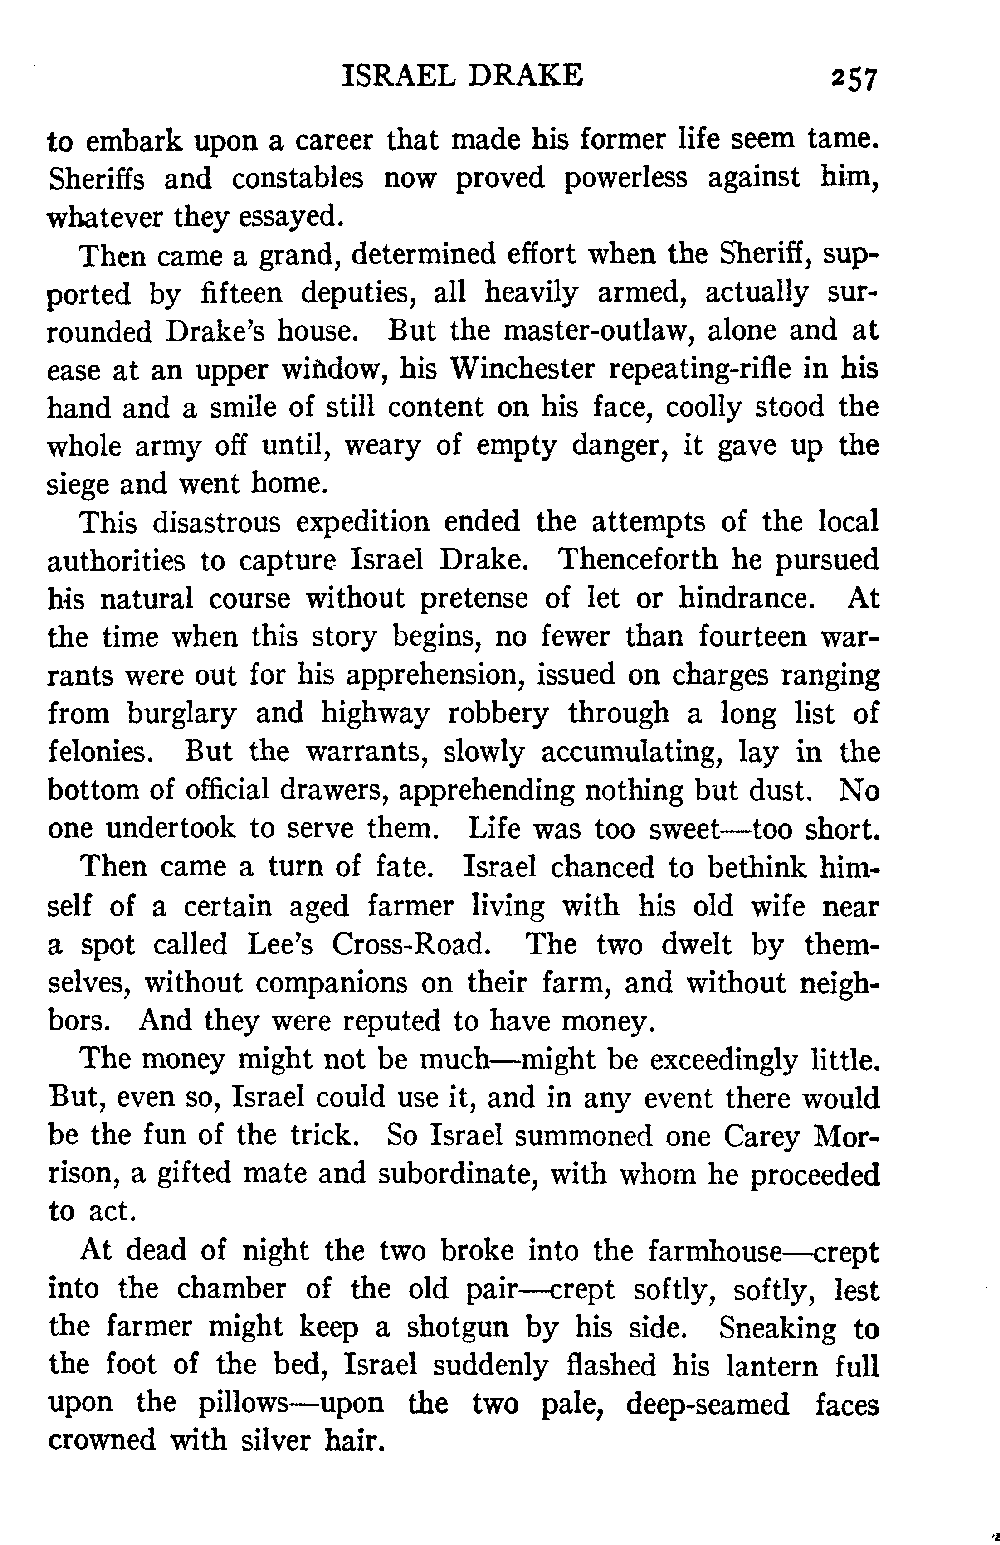 ISRAEL DRAKE 257
to embark upon a career that made his former life seem tame.
Sheriffs and constables now proved powerless against him,
whatever they essayed.
Then came a grand, determined effort when the Sheriff, sup-
ported by fifteen deputies, all heavily armed, actually sur-
rounded Drake's house. But the master-outlaw, alone and at
ease at an upper window, his Winchester repeating-rifle in his
hand and a smile of still content on his face, coolly stood the
whole army off until, weary of empty danger, it gave up the
siege and went home.
This disastrous expedition ended the attempts of the local
authorities to capture Israel Drake. Thenceforth he pursued
his natural course without pretense of let or hindrance. At
the time when this story begins, no fewer than fourteen war-
rants were out for his apprehension, issued on charges ranging
from burglary and highway robbery through a long list of
felonies. But the warrants, slowly accumulating, lay in the
bottom of official drawers, apprehending nothing but dust. No
one undertook to serve them. Life was too sweet—too short.
Then came a turn of fate. Israel chanced to bethink him-
self of a certain aged farmer living with his old wife near
a spot called Lee's Cross-Road. The two dwelt by them-
selves, without companions on their farm, and without neigh-
bors. And they were reputed to have money.
The money might not be much—might be exceedingly little.
But, even so, Israel could use it, and in any event there would
be the fun of the trick. So Israel summoned one Carey Mor-
rison, a gifted mate and subordinate, with whom he proceeded
to act.
At dead of night the two broke into the farmhouse—crept
into the chamber of the old pair—crept softly, softly, lest
the farmer might keep a shotgun by his side. Sneaking to
the foot of the bed, Israel suddenly flashed his lantern full
upon the pillows—upon the two pale, deep-seamed faces
crowned with silver hair.